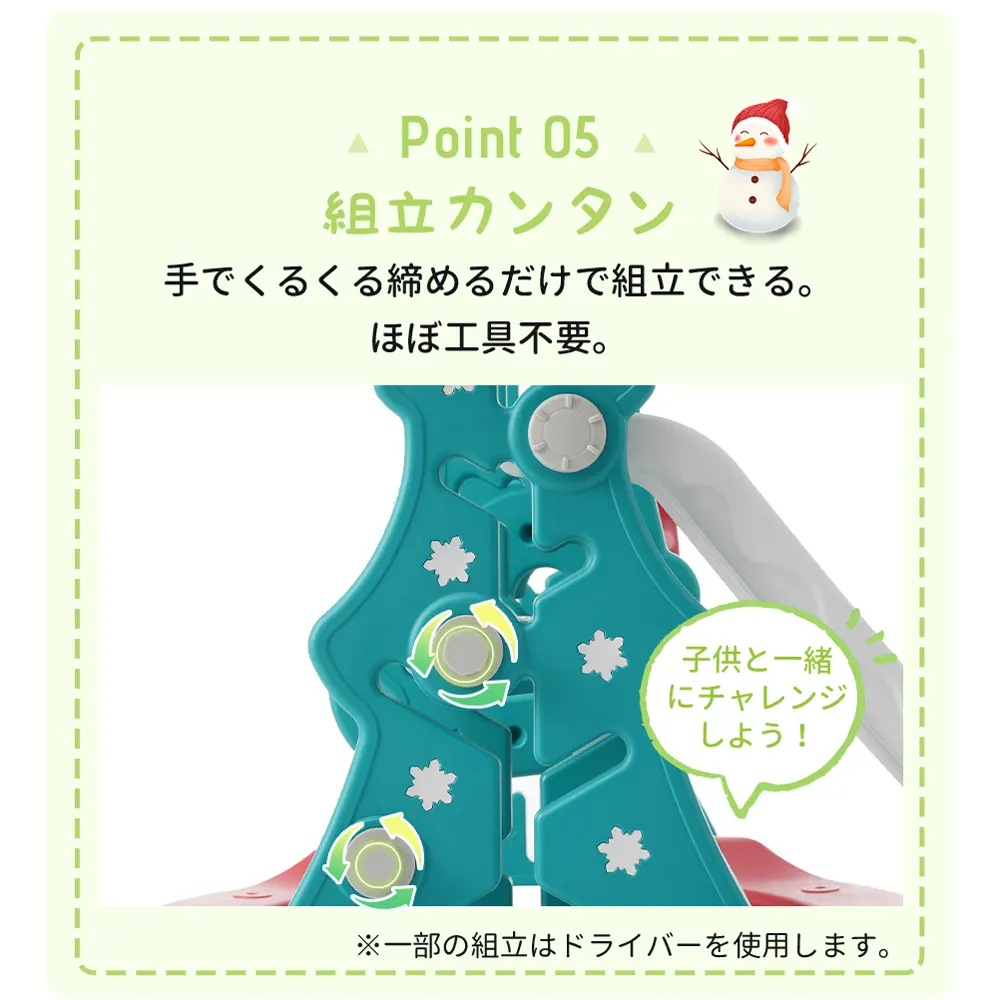 Point 05
組立カンタン
手でくるくる締めるだけで組立できる。
ほぼ工具不要。
子供と一緒
にチャレンジ
しよう！
※一部の組立はドライバーを使用します。